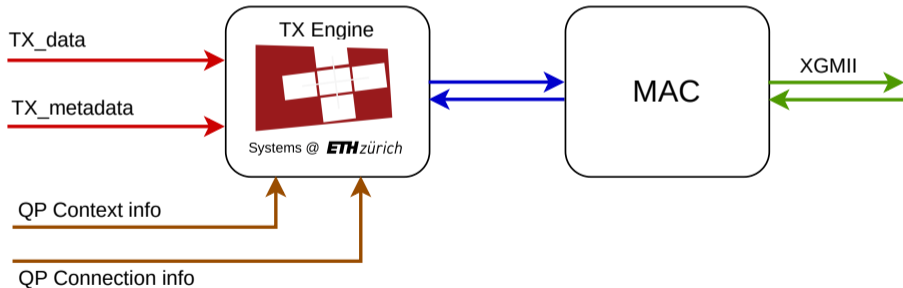 TX_data
TX_metadata
TX Engine
Systems @ ETH zürich
MAC
XGMII
QP Context info
QP Connection info